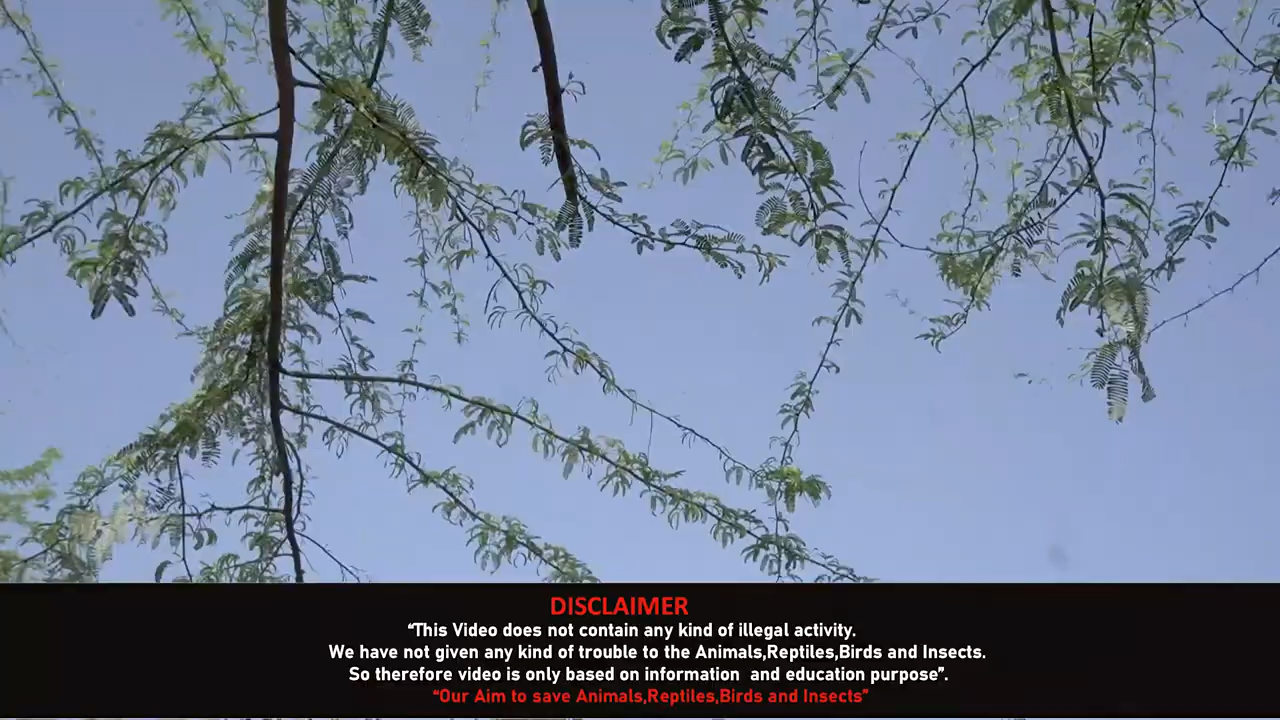 DISCLAIMER
“This Video does not contain any kind of illegal activity.
We have not given any kind of trouble to the Animals,Reptiles,Birds and Insects.
So therefore video is only based on information  and education purpose”.
“Our Aim to save Animals,Reptiles,Birds and Insects”